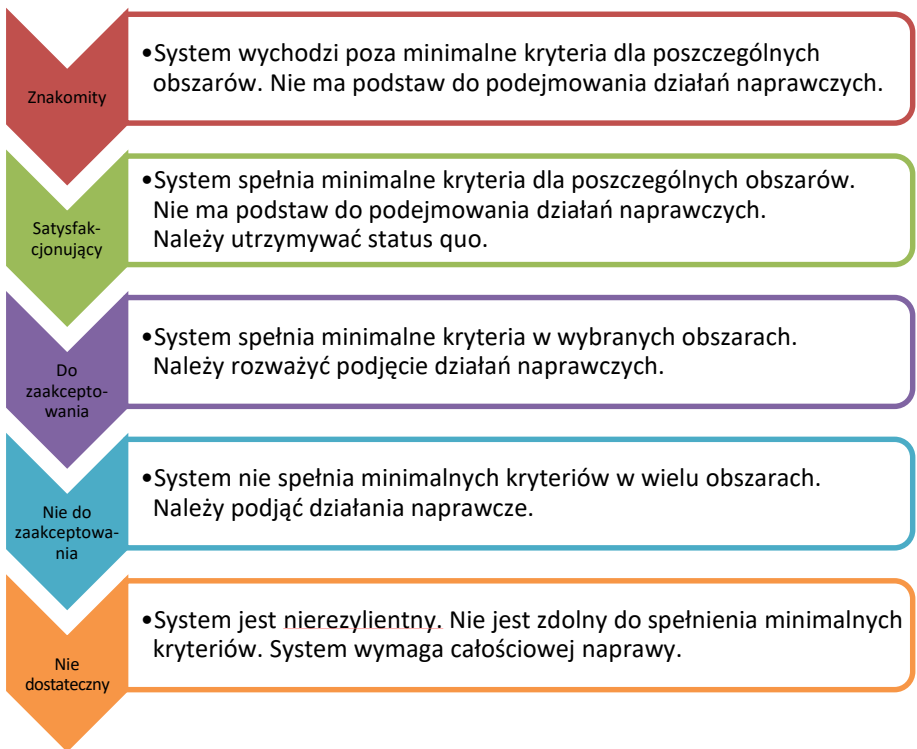 Znakomity
•System wychodzi poza minimalne kryteria dla poszczególnych
obszarów. Nie ma podstaw do podejmowania działań naprawczych.
Satysfak-
cjonujący
•System spełnia minimalne kryteria dla poszczególnych obszarów.
Nie ma podstaw do podejmowania działań naprawczych.
Należy utrzymywać status quo.
Do
zaakcepto-
wania
•System spełnia minimalne kryteria w wybranych obszarach.
Należy rozważyć podjęcie działań naprawczych.
Nie do
zaakceptowa-
nia
•System nie spełnia minimalnych kryteriów w wielu obszarach.
Należy podjąć działania naprawcze.
Nie
dostateczny
•System jest nierezylientny. Nie jest zdolny do spełnienia minimalnych
kryteriów. System wymaga całościowej naprawy.